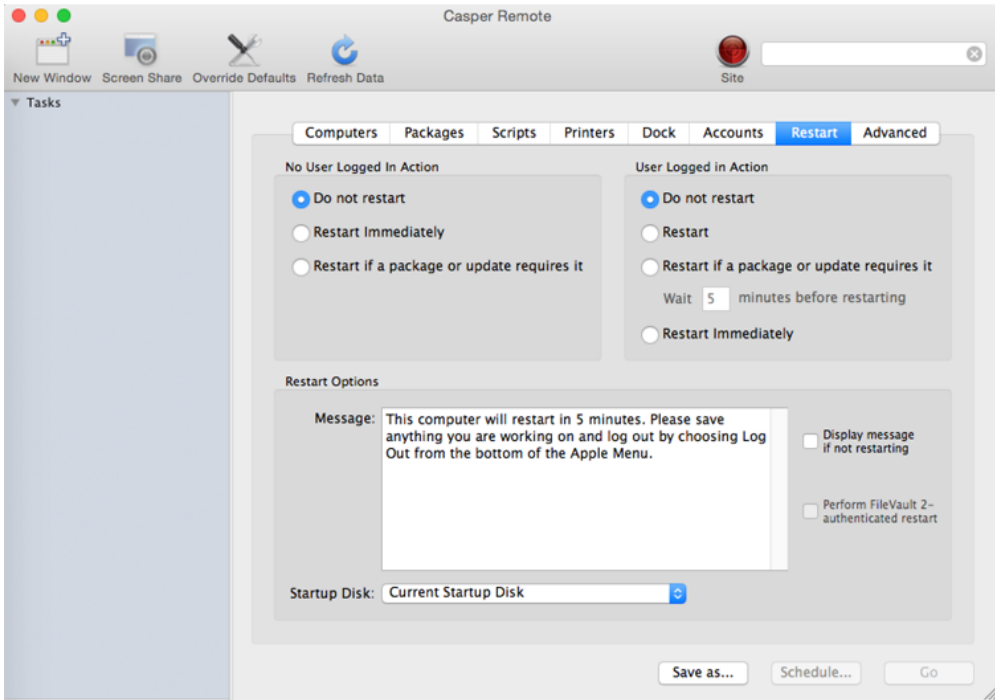 Casper Remote
New Window
Screen Share
Override Defaults
Refresh Data
Site
Tasks
Computers
Packages
Scripts
Printers
Dock
Accounts
Restart
Advanced
No User Logged In Action
Do not restart
Restart Immediately
Restart if a package or update requires it
User Logged in Action
Do not restart
Restart
Restart if a package or update requires it
Wait 5 minutes before restarting
Restart Immediately
Restart Options
Message:
This computer will restart in 5 minutes. Please save
anything you are working on and log out by choosing Log
Out from the bottom of the Apple Menu.
Display message
if not restarting
Perform FileVault 2-
authenticated restart
Startup Disk: Current Startup Disk
Save as...
Schedule...
Go